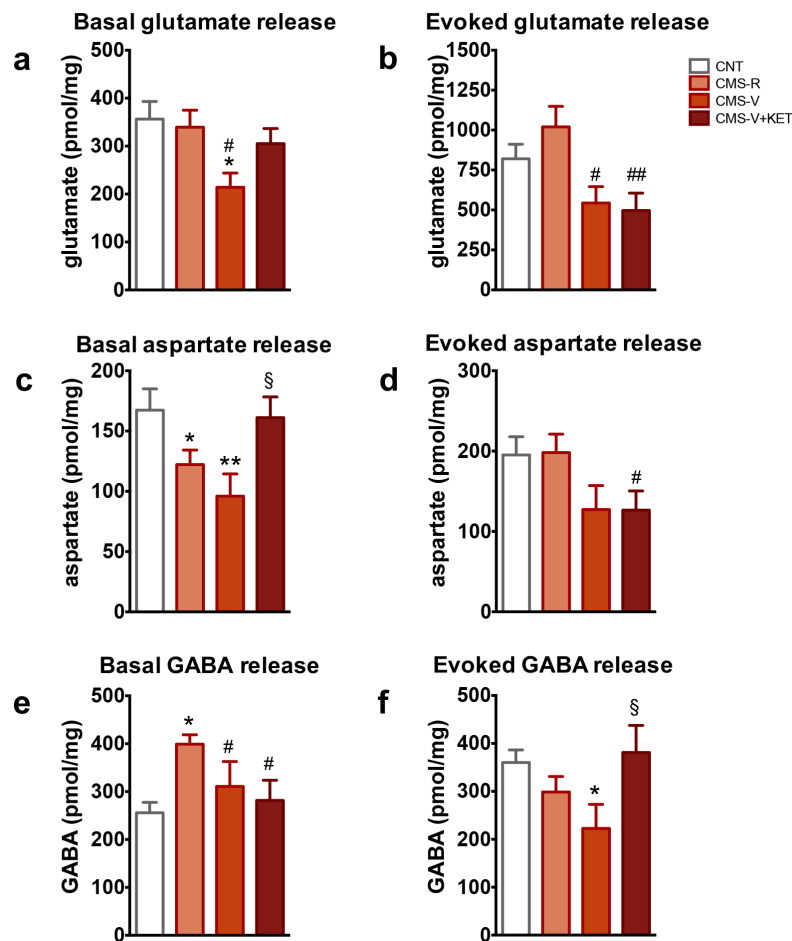 Basal glutamate release
Evoked glutamate release
a
b
glutamate (pmol/mg)
500
400
300
200
100
0
#
*
glutamate (pmol/mg)
1500
1250
1000
750
500
250
0
#
##
CNT
CMS-R
CMS-V
CMS-V+KET
Basal aspartate release
Evoked aspartate release
c
d
aspartate (pmol/mg)
200
150
100
50
0
*
**
§
aspartate (pmol/mg)
300
200
100
0
#
Basal GABA release
Evoked GABA release
e
f
GABA (pmol/mg)
500
400
300
200
100
0
*
#
#
GABA (pmol/mg)
500
400
300
200
100
0
*
§